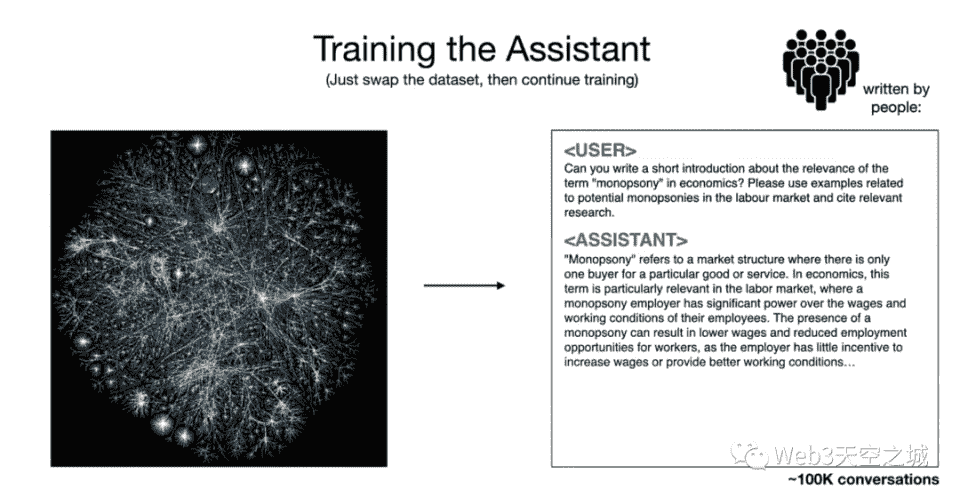 Training the Assistant
(Just swap the dataset, then continue training)
written by
people:
<USER>
Can you write a short introduction about the relevance of the
term "monopsony" in economics? Please use examples related
to potential monopsonies in the labour market and cite relevant
research.
<ASSISTANT>
"Monopsony" refers to a market structure where there is only
one buyer for a particular good or service. In economics, this
term is particularly relevant in the labor market, where a
monopsony employer has significant power over the wages and
working conditions of their employees. The presence of a
monopsony can result in lower wages and reduced employment
opportunities for workers, as the employer has little incentive to
increase wages or provide better working conditions...
Web3天空之城
~100K conversations